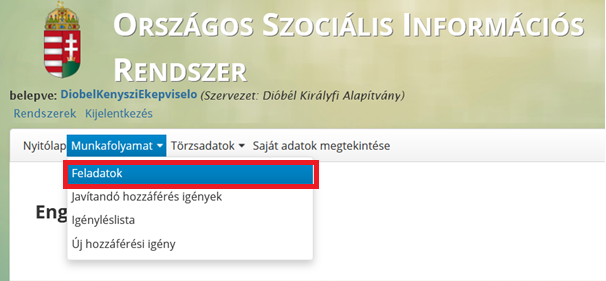 Országos Szociális Információs
Rendszer
belepve: DiobelKenysziEkepviselo (Szervezet: Dióbél Királyfi Alapítvány)
Rendszerek Kijelentkezés
Nyitólap Munkafolyamat Törzsadatok Saját adatok megtekintése
Feladatok
Javítandó hozzáférés igények
Eng
Igényléslista
Új hozzáférési igény